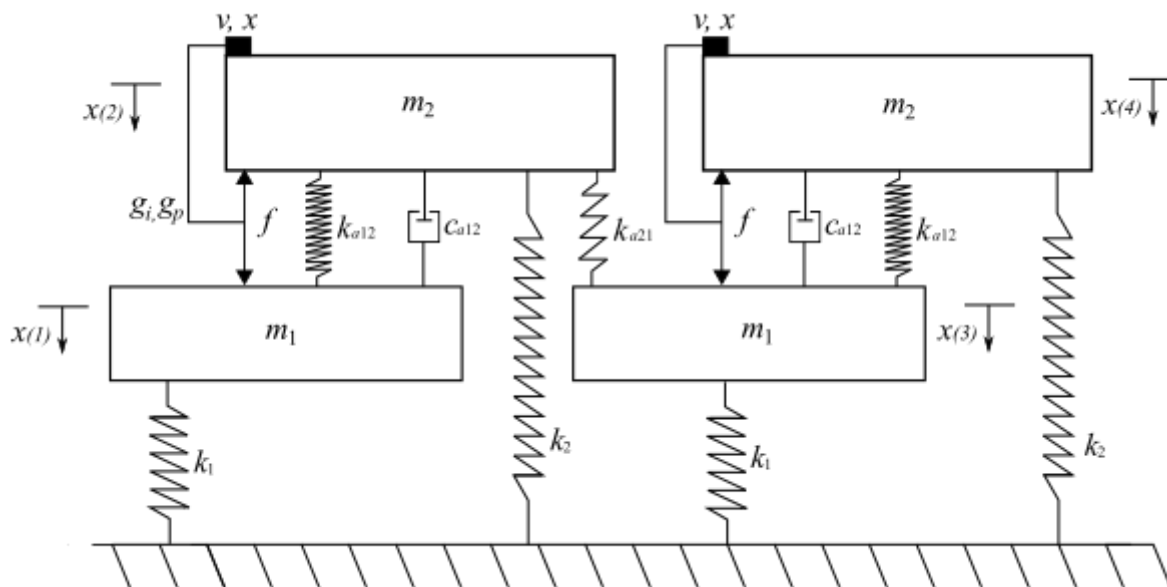 v, x
v, x
m2
m2
x(2)
x(4)
gi,gp
f
ka12
ca12
ka21
f
ca12
ka12
m1
m1
x(1)
x(3)
k1
k2
k1
k2